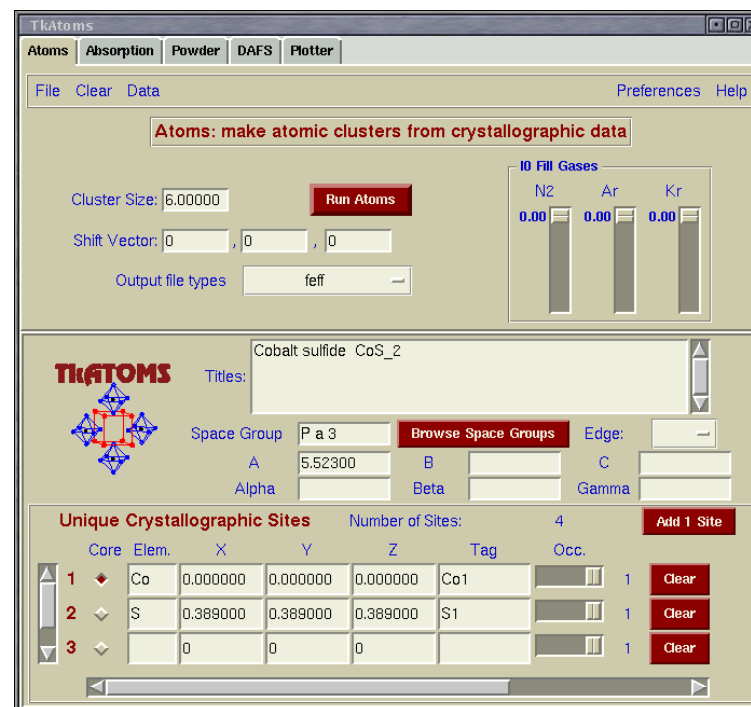 TkAtoms
Atoms Absorption Powder DAFS Plotter
File Clear Data Preferences Help
Atoms: make atomic clusters from crystallographic data
I0 Fill Gases
N2 Ar Kr
0.00 0.00 0.00
Cluster Size: 6.00000 Run Atoms
Shift Vector: 0 , 0 , 0
Output file types feff
TKATOMS
Titles: Cobalt sulfide CoS_2
Space Group P a 3 Browse Space Groups Edge:
A 5.52300 B C
Alpha Beta Gamma
Unique Crystallographic Sites Number of Sites: 4 Add 1 Site
Core Elem. X Y Z Tag Occ.
1 Co 0.000000 0.000000 0.000000 Co1 1 Clear
2 S 0.389000 0.389000 0.389000 S1 1 Clear
3 0 0 0 1 Clear